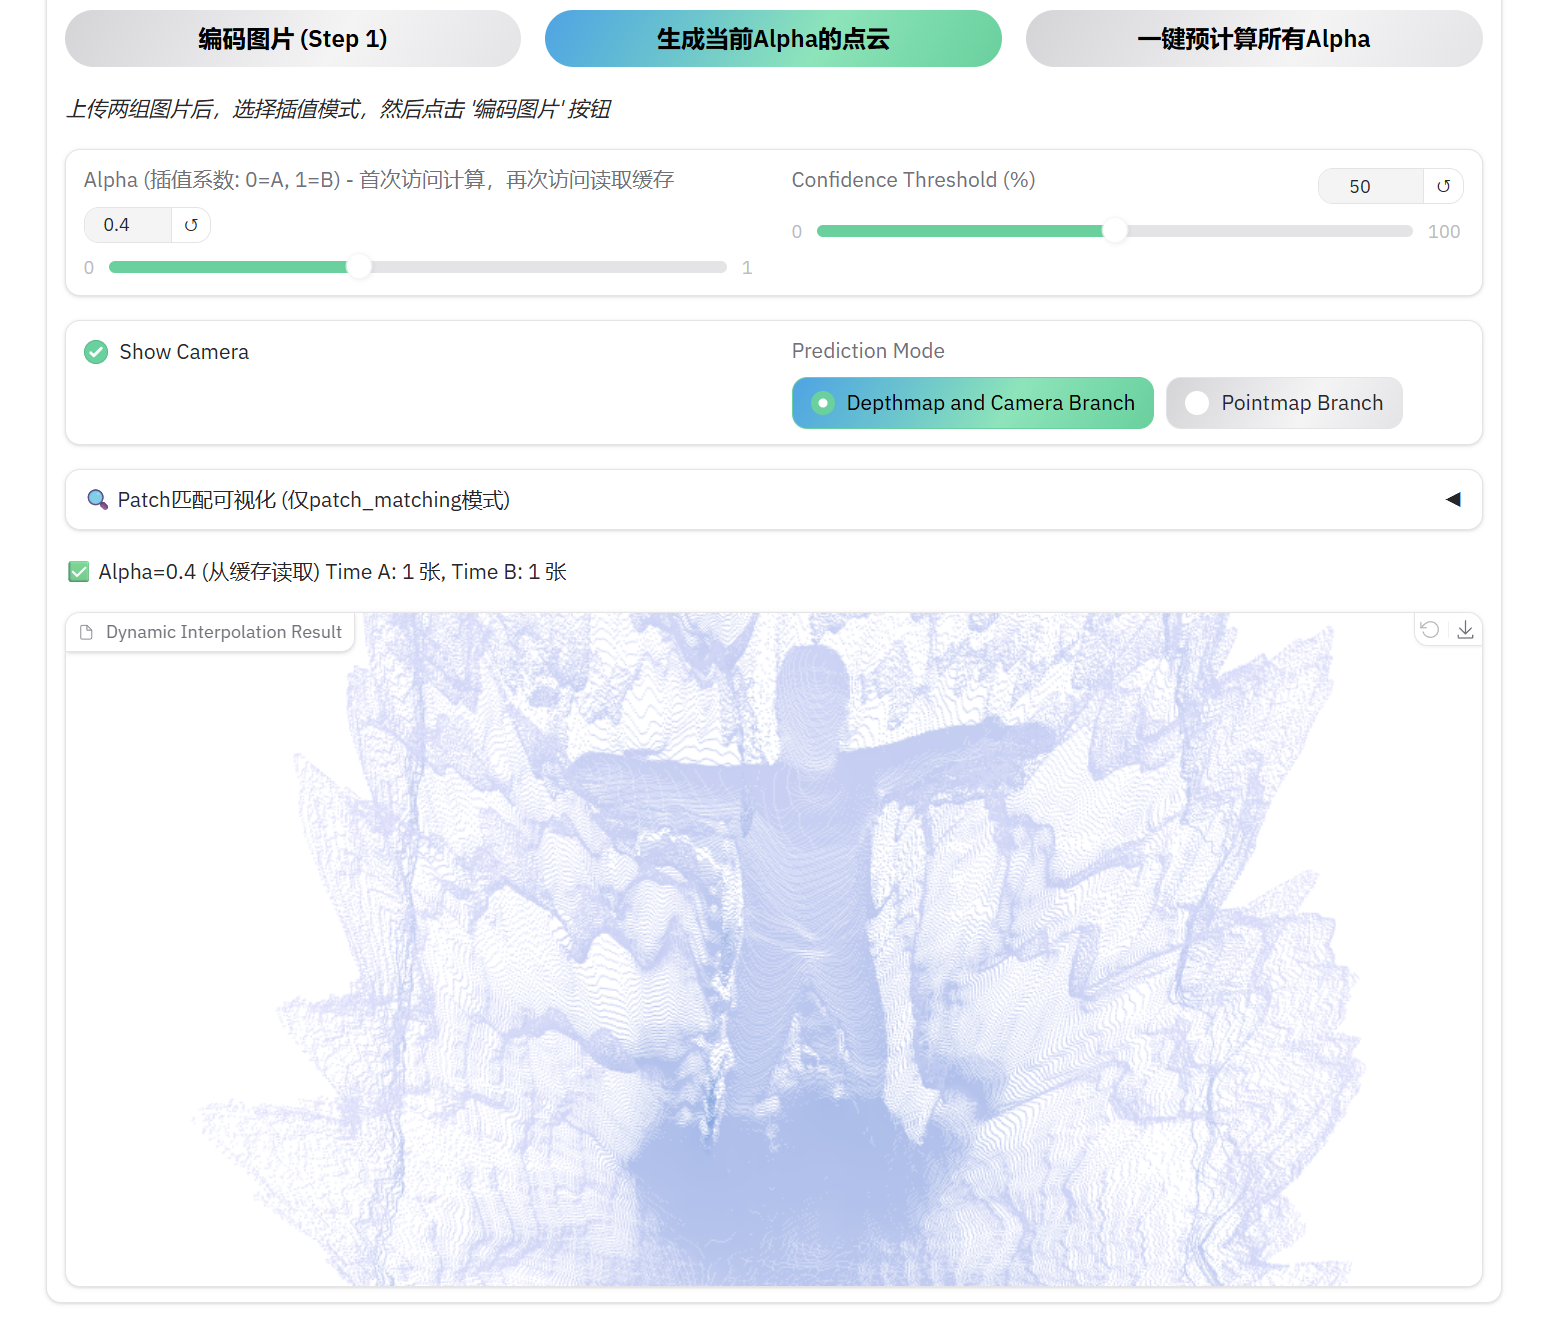 编码图片 (Step 1)
生成当前Alpha的点云
一键预计算所有Alpha
上传两组图片后，选择插值模式，然后点击 '编码图片' 按钮
Alpha (插值系数: 0=A, 1=B) - 首次访问计算，再次访问读取缓存
0.4
0
1
Confidence Threshold (%)
50
0
100
Show Camera
Prediction Mode
Depthmap and Camera Branch
Pointmap Branch
Patch匹配可视化 (仅patch_matching模式)
Alpha=0.4 (从缓存读取) Time A: 1 张, Time B: 1 张
Dynamic Interpolation Result